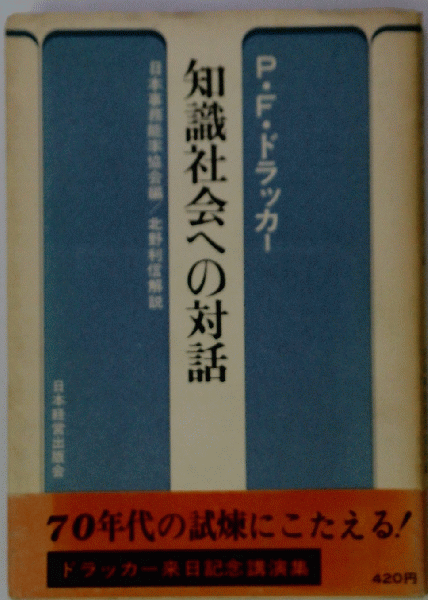 P・F・ドラッカー
知識社会への対話
日本事務能率協会編／北野利信解説
日本経営出版会
70年代の試煉にこたえる!
ドラッカー来日記念講演集
420円